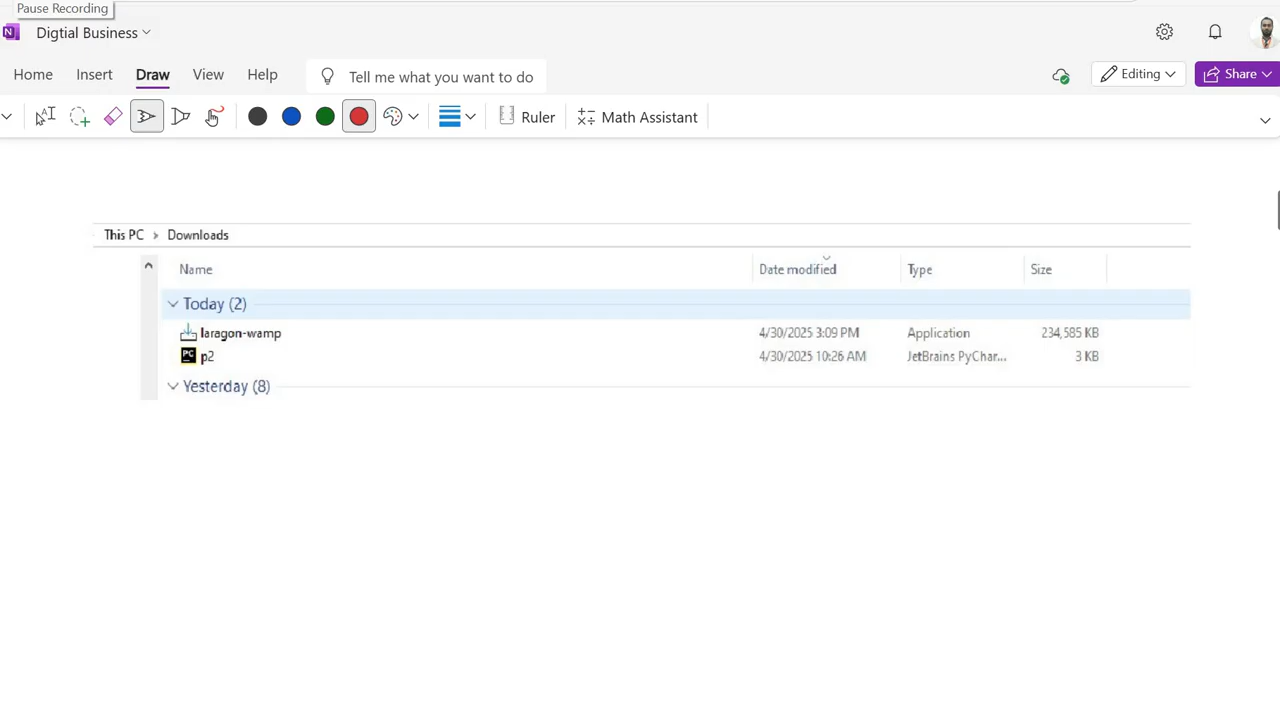 Pause Recording
Digtial Business
Home Insert Draw View Help Tell me what you want to do Editing Share
Ruler Math Assistant
This PC > Downloads
Name Date modified Type Size
Today (2)
laragon-wamp 4/30/2025 3:09 PM Application 234,585 KB
PC p2 4/30/2025 10:26 AM JetBrains PyChar... 3 KB
Yesterday (8)